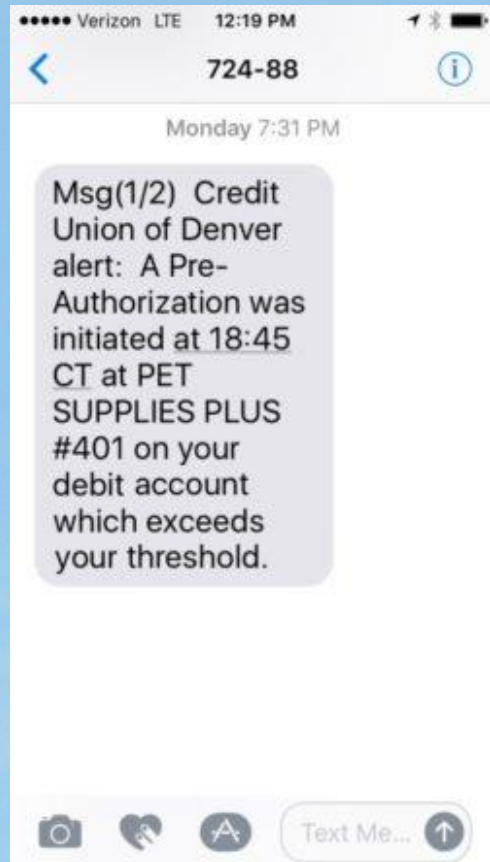 Verizon LTE 12:19 PM
724-88
Monday 7:31 PM
Msg(1/2) Credit
Union of Denver
alert: A Pre-
Authorization was
initiated at 18:45
CT at PET
SUPPLIES PLUS
#401 on your
debit account
which exceeds
your threshold.
Text Me...